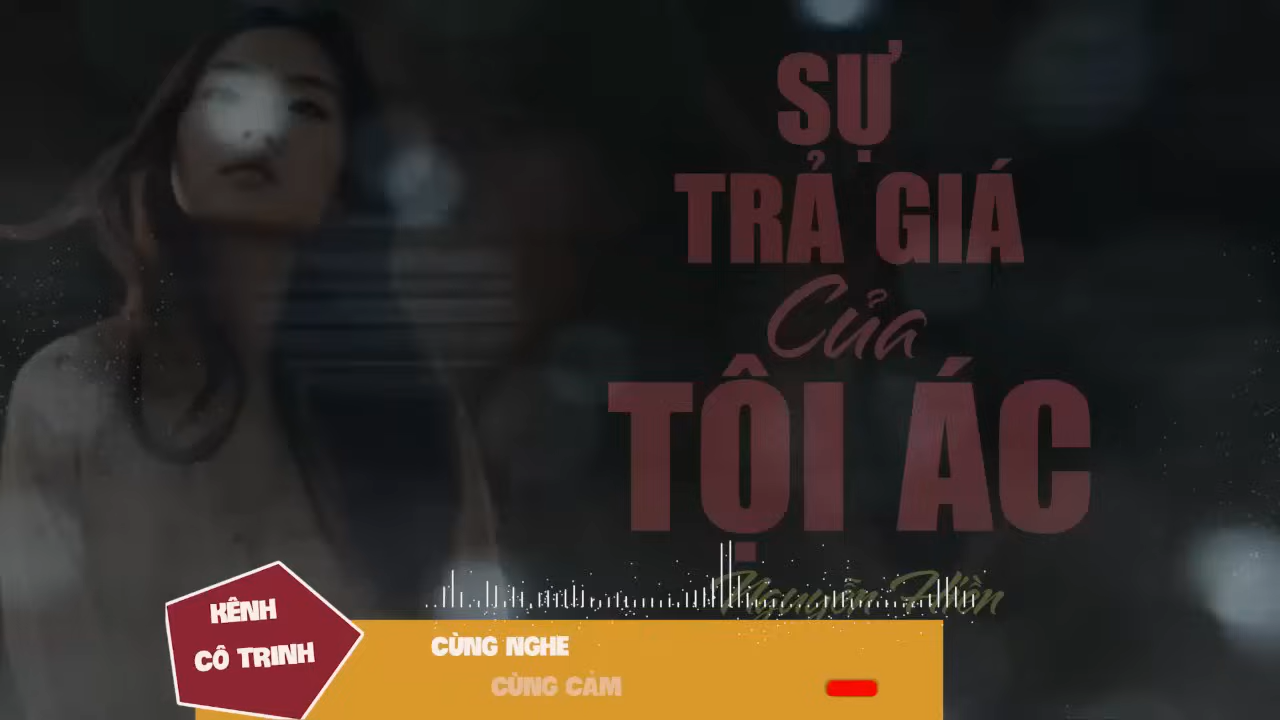 SỰ
TRẢ GIÁ
Của
TỘI ÁC
Nguyễn Hiền
KÊNH
CÔ TRINH
CÙNG NGHE
CÙNG CẢM